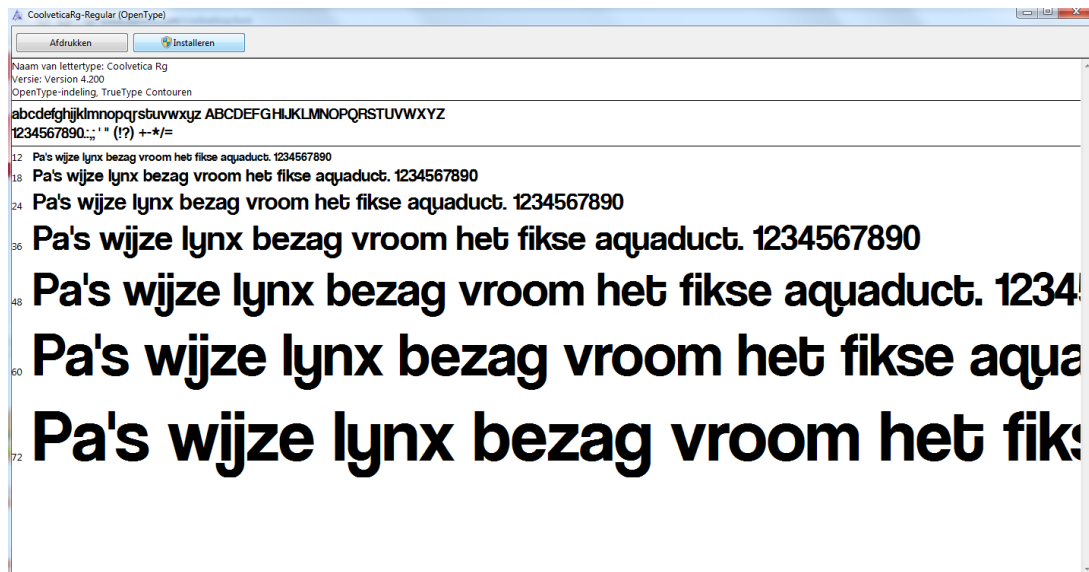 CoolveticaRg-Regular (OpenType)
Afdrukken Installeren
Naam van lettertype: Coolvetica Rg
Versie: Version 4.200
OpenType-indeling, TrueType Contouren
abcdefghijklmnopqrstuvwxyz ABCDEFGHIJKLMNOPQRSTUVWXYZ
1234567890.:,; ' " (!?) +-*/=
12 Pa's wijze lynx bezag vroom het fikse aquaduct. 1234567890
18 Pa's wijze lynx bezag vroom het fikse aquaduct. 1234567890
24 Pa's wijze lynx bezag vroom het fikse aquaduct. 1234567890
36 Pa's wijze lynx bezag vroom het fikse aquaduct. 1234567890
48 Pa's wijze lynx bezag vroom het fikse aquaduct. 12345
60 Pa's wijze lynx bezag vroom het fikse aqua
72 Pa's wijze lynx bezag vroom het fiks